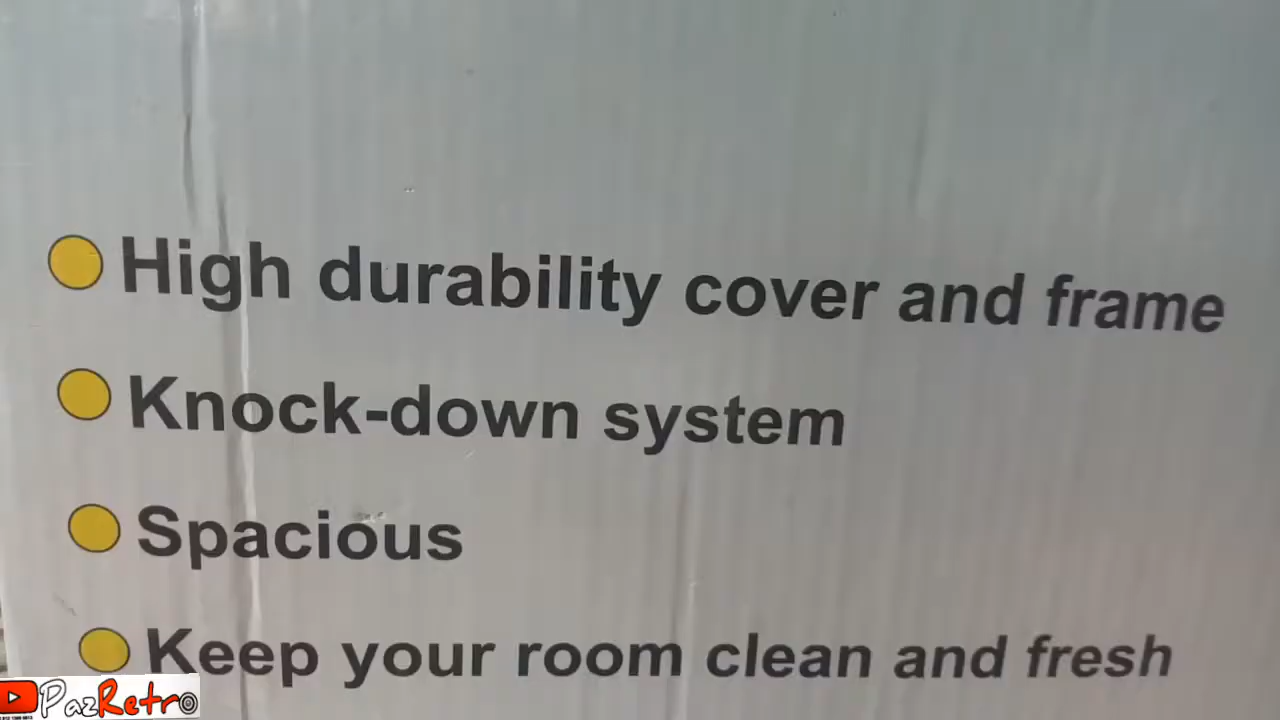 High durability cover and frame
Knock-down system
Spacious
Keep your room clean and fresh
PazRetro